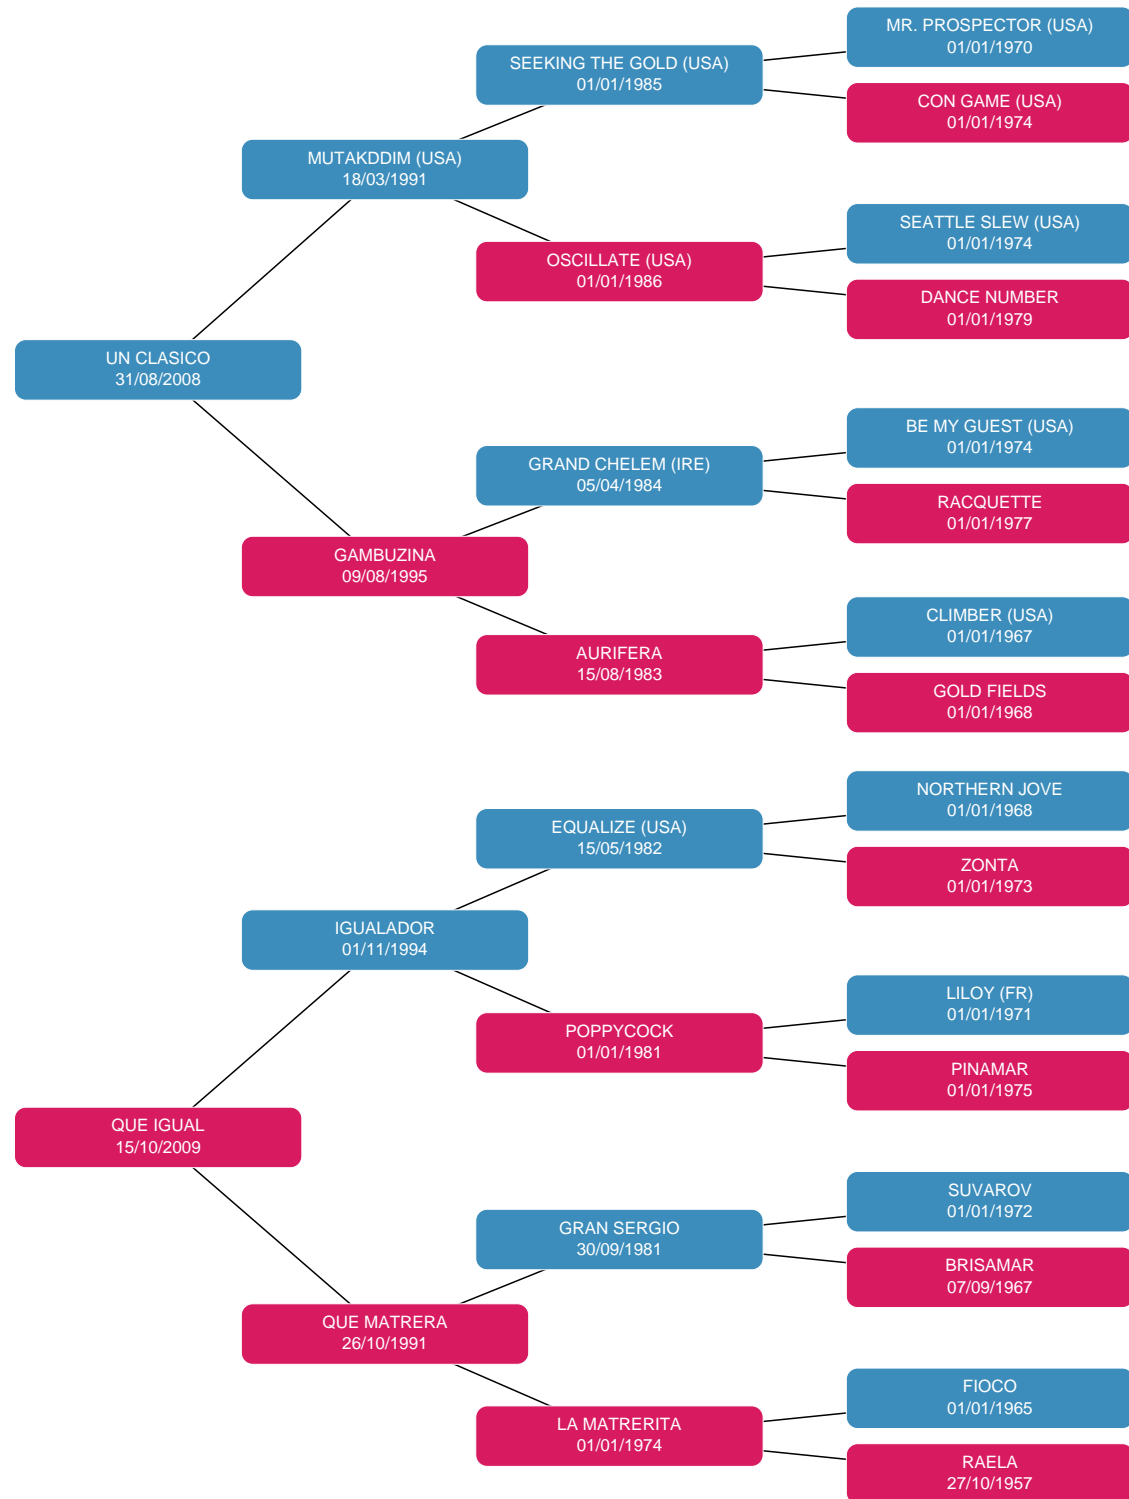 MR. PROSPECTOR (USA)
01/01/1970
SEEKING THE GOLD (USA)
01/01/1985
CON GAME (USA)
01/01/1974
MUTAKDDIM (USA)
18/03/1991
SEATTLE SLEW (USA)
01/01/1974
OSCILLATE (USA)
01/01/1986
DANCE NUMBER
01/01/1979
UN CLASICO
31/08/2008
BE MY GUEST (USA)
01/01/1974
GRAND CHELEM (IRE)
05/04/1984
RACQUETTE
01/01/1977
GAMBUZINA
09/08/1995
CLIMBER (USA)
01/01/1967
AURIFERA
15/08/1983
GOLD FIELDS
01/01/1968
NORTHERN JOVE
01/01/1968
EQUALIZE (USA)
15/05/1982
ZONTA
01/01/1973
IGUALADOR
01/11/1994
LILOY (FR)
01/01/1971
POPPYCOCK
01/01/1981
PINAMAR
01/01/1975
QUE IGUAL
15/10/2009
SUVAROV
01/01/1972
GRAN SERGIO
30/09/1981
BRISAMAR
07/09/1967
QUE MATRERA
26/10/1991
FIOCO
01/01/1965
LA MATRERITA
01/01/1974
RAELA
27/10/1957